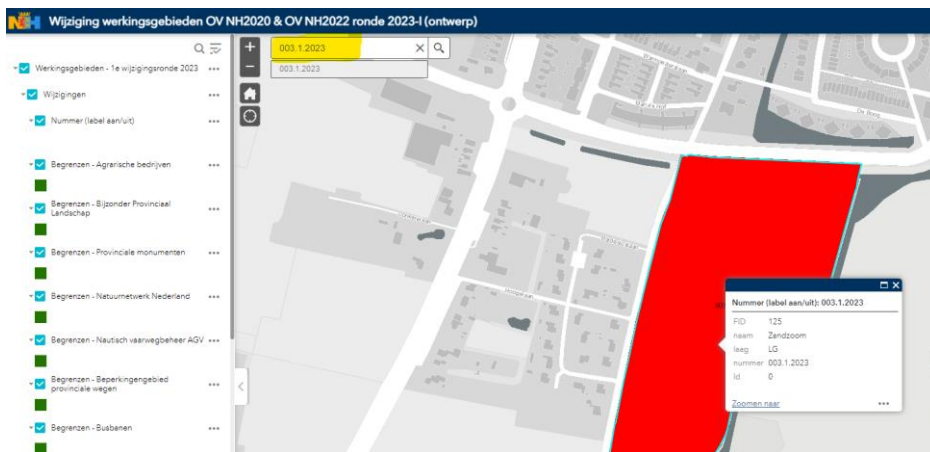 Wijziging werkingsgebieden OV NH2020 & OV NH2022 ronde 2023-I (ontwerp)
003.1.2023
003.1.2023
Werkingsgebieden - 1e wijzigingsronde 2023
Wijzigingen
Nummer (label aan/uit)
Begrenzen - Agrarische bedrijven
Begrenzen - Bijzonder Provinciaal
Landschap
Begrenzen - Provinciale monumenten
Begrenzen - Natuurnetwerk Nederland
Begrenzen - Nautisch vaarwegbeheer AGV
Begrenzen - Beperkingengebied
provinciale wegen
Begrenzen - Busbanen
Nummer (label aan/uit): 003.1.2023
FID 125
naam Zandzoom
laag LG
nummer 003.1.2023
Id 0
Zoomen naar